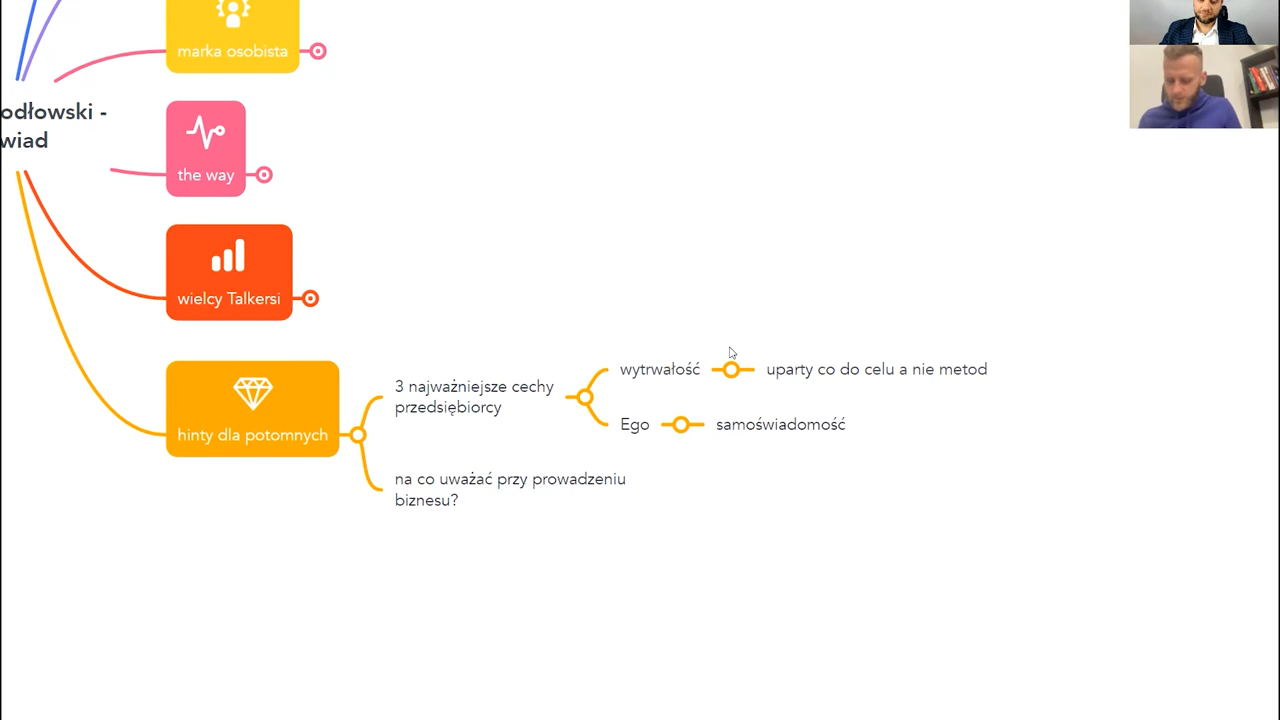 marka osobista
odłowski -
wiad
the way
wielcy Talkersi
hinty dla potomnych
3 najważniejsze cechy
przedsiębiorcy
wytrwałość
uparty co do celu a nie metod
Ego
samoświadomość
na co uważać przy prowadzeniu
biznesu?